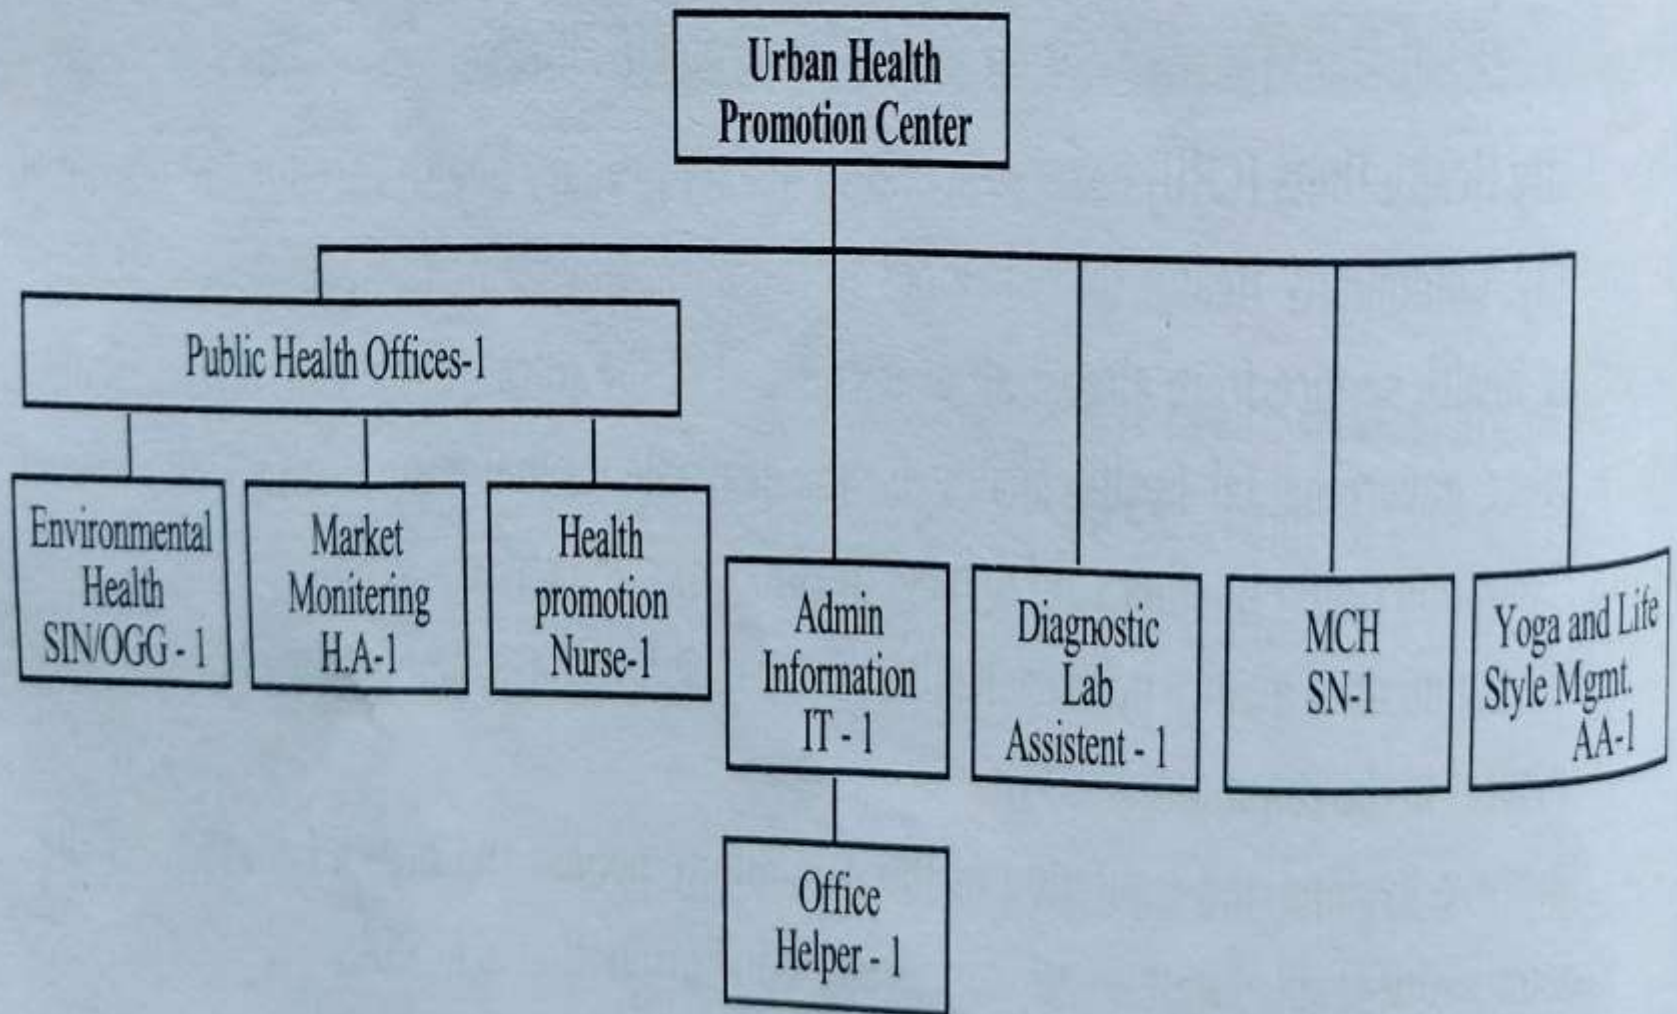 Urban Health
Promotion Center
Public Health Offices-1
Environmental
Health
SIN/OGG - 1
Market
Monitering
H.A-1
Health
promotion
Nurse-1
Admin
Information
IT - 1
Diagnostic
Lab
Assistent - 1
MCH
SN-1
Yoga and Life
Style Mgmt.
AA-1
Office
Helper - 1